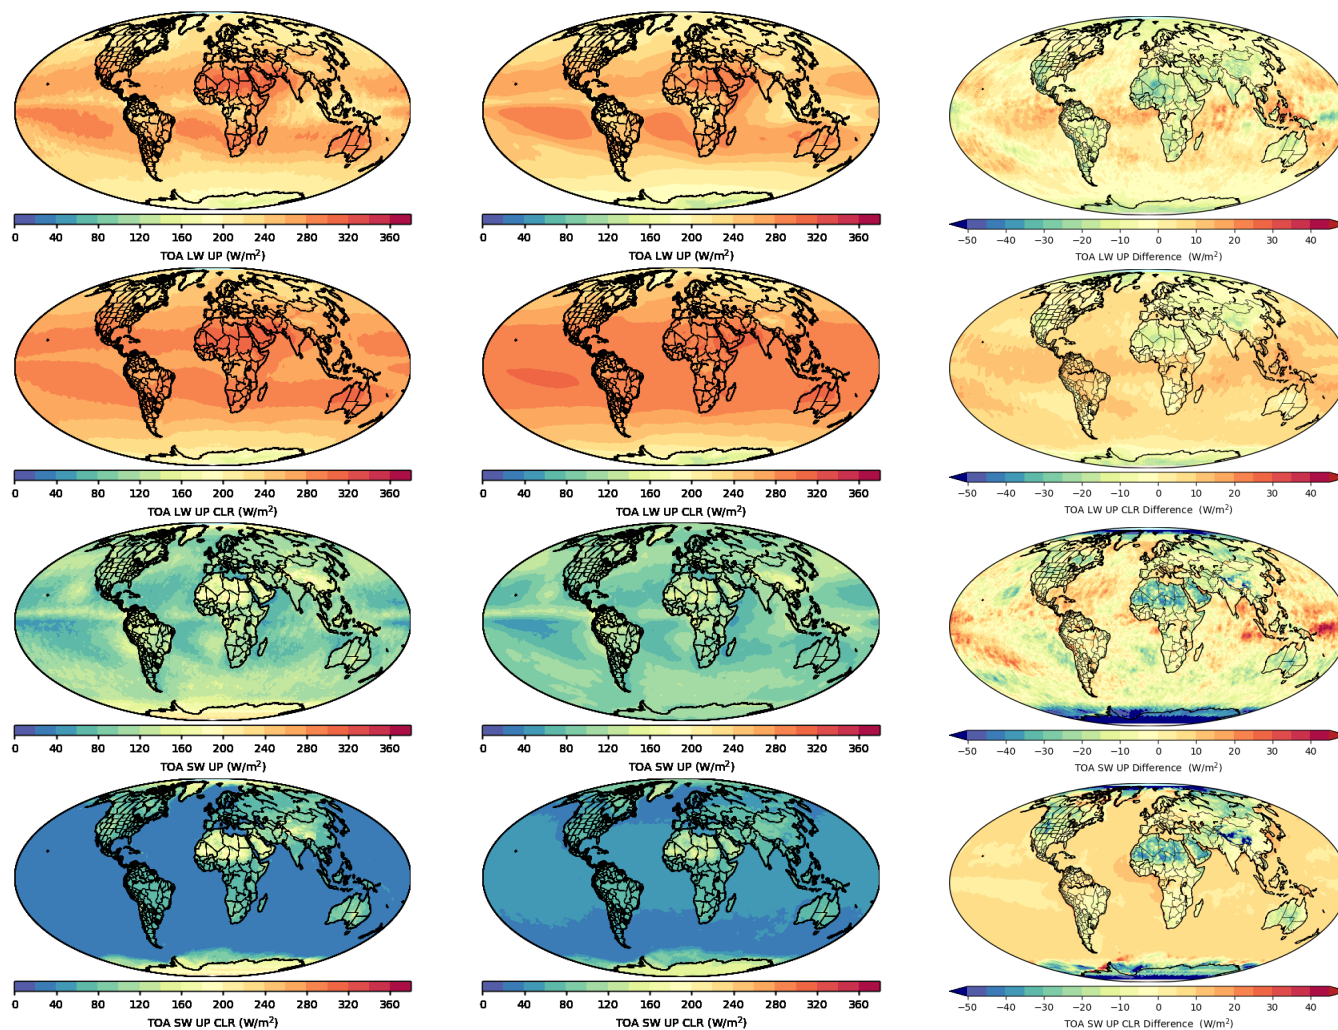 0 40 80 120 160 200 240 280 320 360
TOA LW UP (W/m²)
0 40 80 120 160 200 240 280 320 360
TOA LW UP (W/m²)
−50 −40 −30 −20 −10 0 10 20 30 40
TOA LW UP Difference (W/m²)
0 40 80 120 160 200 240 280 320 360
TOA LW UP CLR (W/m²)
0 40 80 120 160 200 240 280 320 360
TOA LW UP CLR (W/m²)
−50 −40 −30 −20 −10 0 10 20 30 40
TOA LW UP CLR Difference (W/m²)
0 40 80 120 160 200 240 280 320 360
TOA SW UP (W/m²)
0 40 80 120 160 200 240 280 320 360
TOA SW UP (W/m²)
−50 −40 −30 −20 −10 0 10 20 30 40
TOA SW UP Difference (W/m²)
0 40 80 120 160 200 240 280 320 360
TOA SW UP CLR (W/m²)
0 40 80 120 160 200 240 280 320 360
TOA SW UP CLR (W/m²)
−50 −40 −30 −20 −10 0 10 20 30 40
TOA SW UP CLR Difference (W/m²)